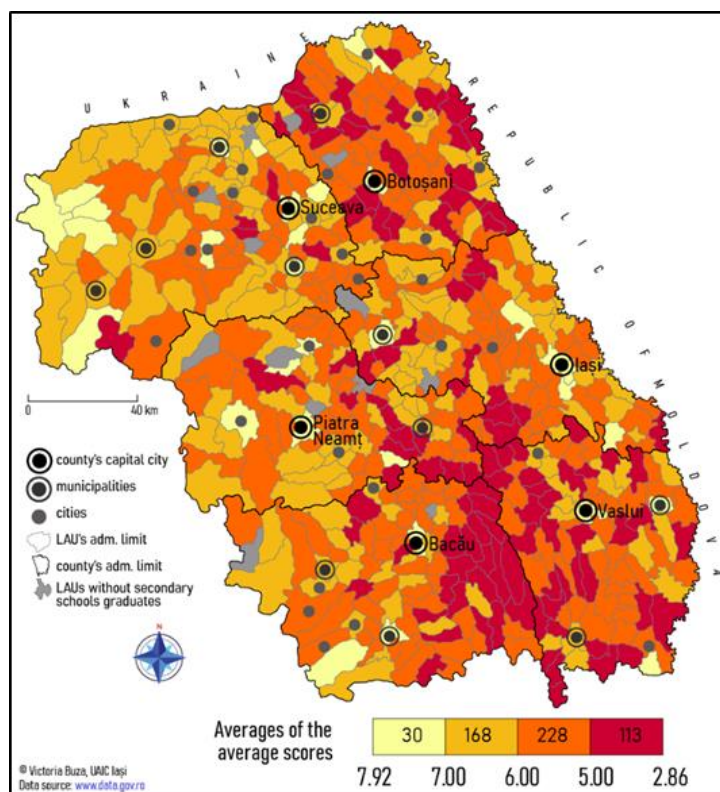 UKRAINE
REPUBLIC OF MOLDOVA
Botoșani
Suceava
Iași
0 40 km
Piatra
Neamț
county's capital city
municipalities
Vaslui
cities
LAU's adm. limit
Bacău
county's adm. limit
LAUs without secondary
schools graduates
N
Averages of the
average scores
30 168 228 113
7.92 7.00 6.00 5.00 2.86
© Victoria Buza, UAIC Iași
Data source: www.data.gov.ro